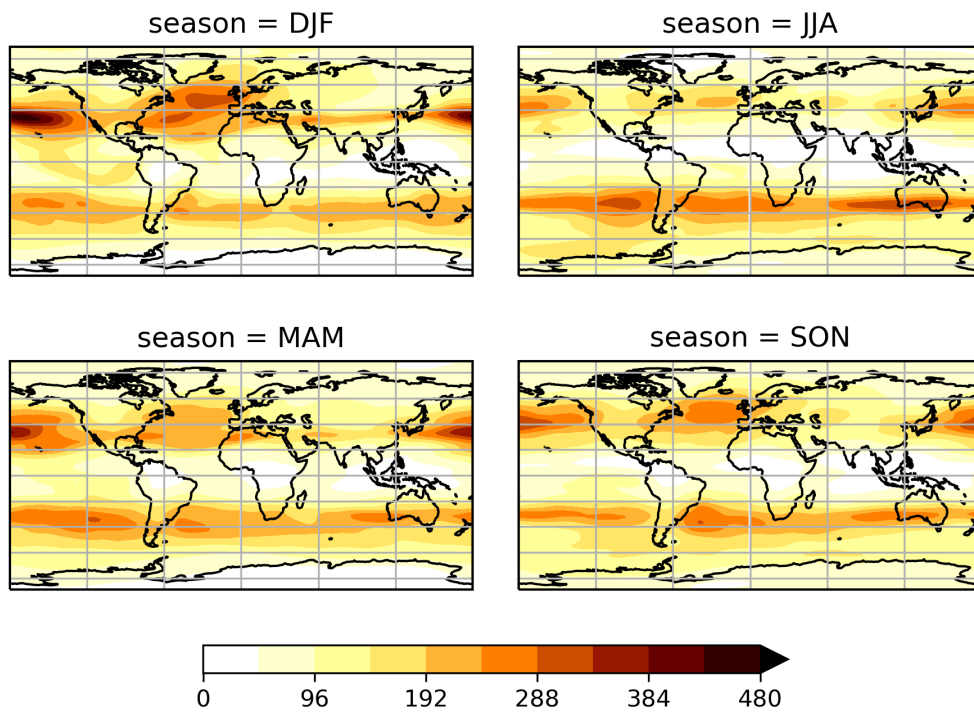 season = DJF
season = JJA
season = MAM
season = SON
0 96 192 288 384 480